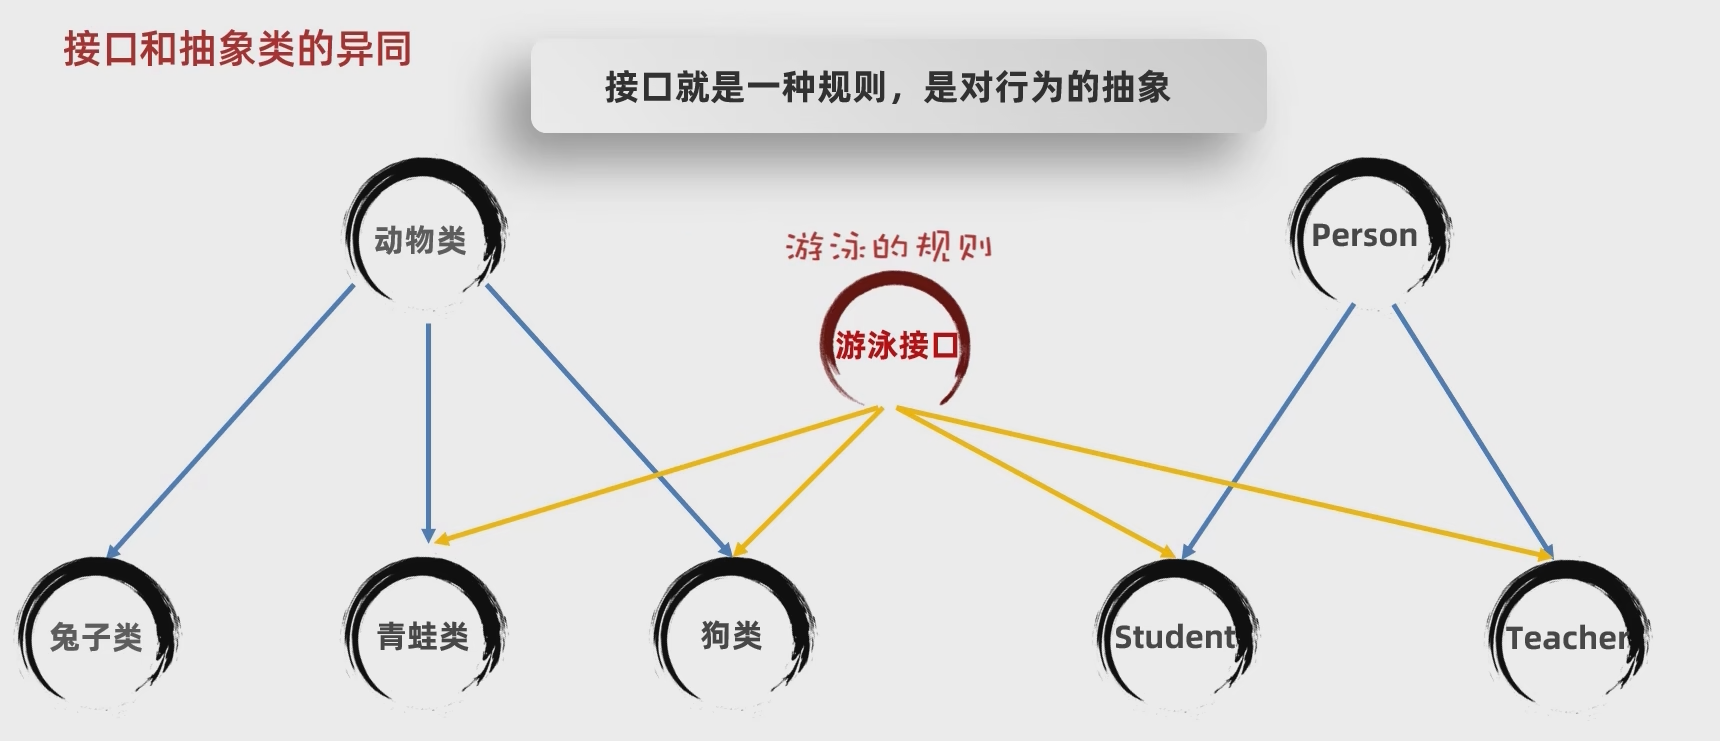 接口和抽象类的异同
接口就是一种规则，是对行为的抽象
动物类
Person
游泳的规则
游泳接口
兔子类
青蛙类
狗类
Student
Teacher